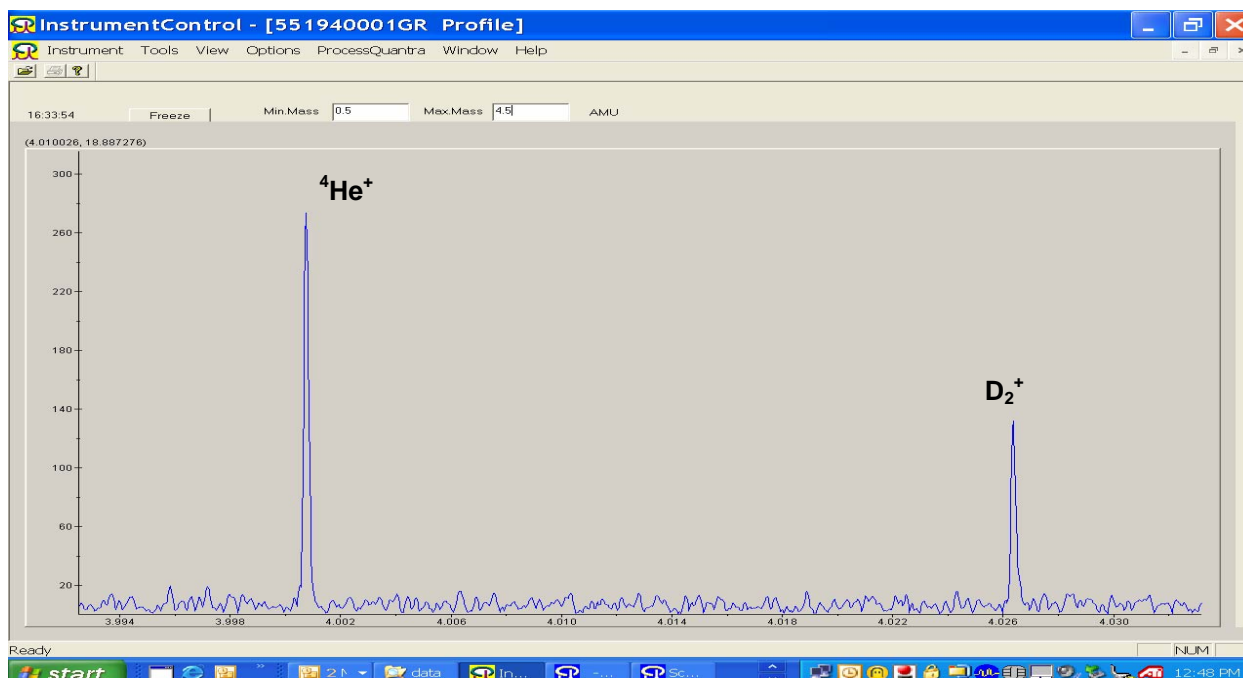 InstrumentControl - [551940001GR Profile]
Instrument Tools View Options ProcessQuantra Window Help
16:33:54 Freeze Min.Mass 0.5 Max.Mass 4.5 AMU
(4.010026, 18.887276)
300
⁴He⁺
260
220
180
D₂⁺
140
100
60
20
3.994 3.998 4.002 4.006 4.010 4.014 4.018 4.022 4.026 4.030
Ready NUM
start 2 data In... -... Sc... 12:48 PM